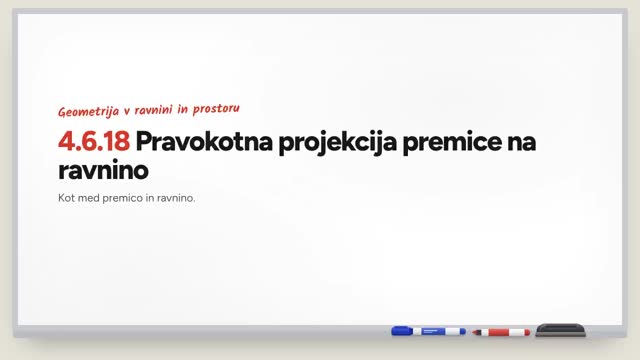 Geometrija v ravnini in prostoru
4.6.18 Pravokotna projekcija premice na
ravnino
Kot med premico in ravnino.